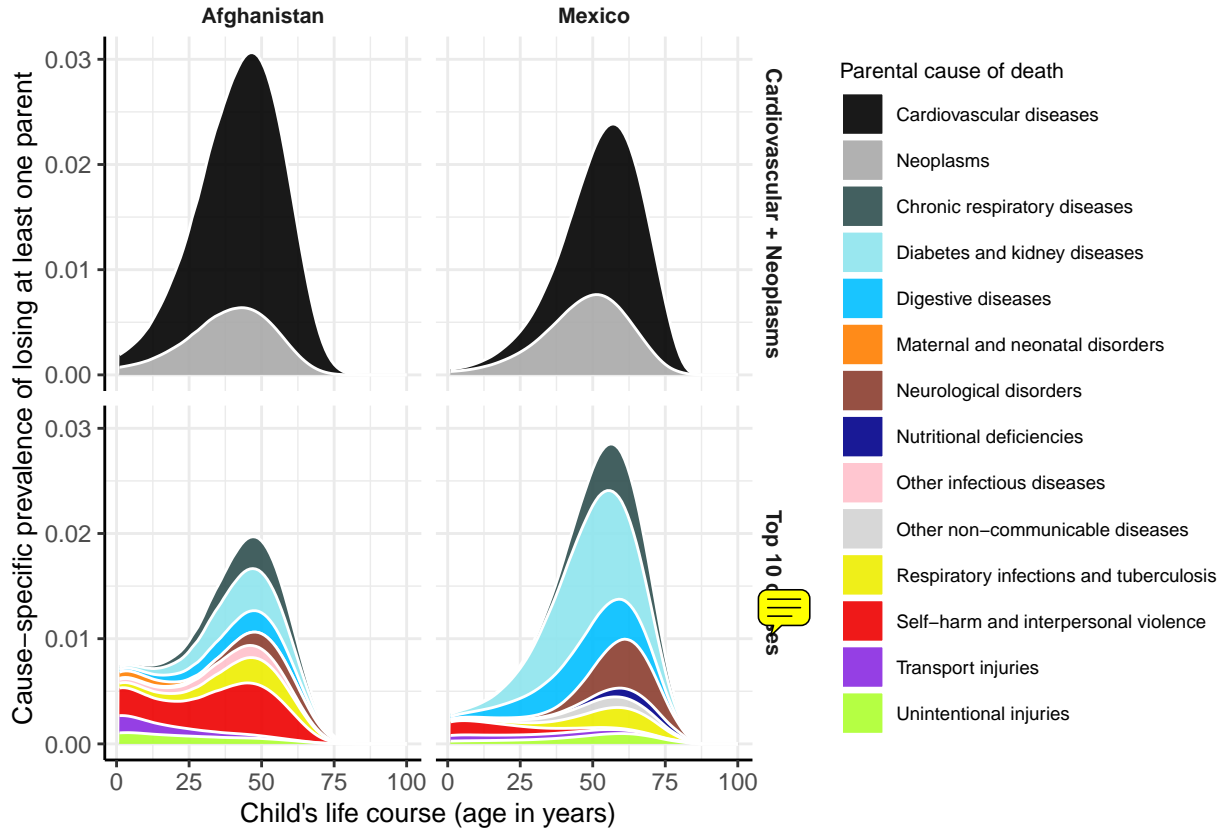 Afghanistan
Mexico
Cause−specific prevalence of losing at least one parent
0.03
0.02
0.01
0.00
Cardiovascular + Neoplasms
0.03
0.02
0.01
0.00
Top 10
0
25
50
75
100
0
25
50
75
100
Child's life course (age in years)
Parental cause of death
Cardiovascular diseases
Neoplasms
Chronic respiratory diseases
Diabetes and kidney diseases
Digestive diseases
Maternal and neonatal disorders
Neurological disorders
Nutritional deficiencies
Other infectious diseases
Other non−communicable diseases
Respiratory infections and tuberculosis
Self−harm and interpersonal violence
Transport injuries
Unintentional injuries